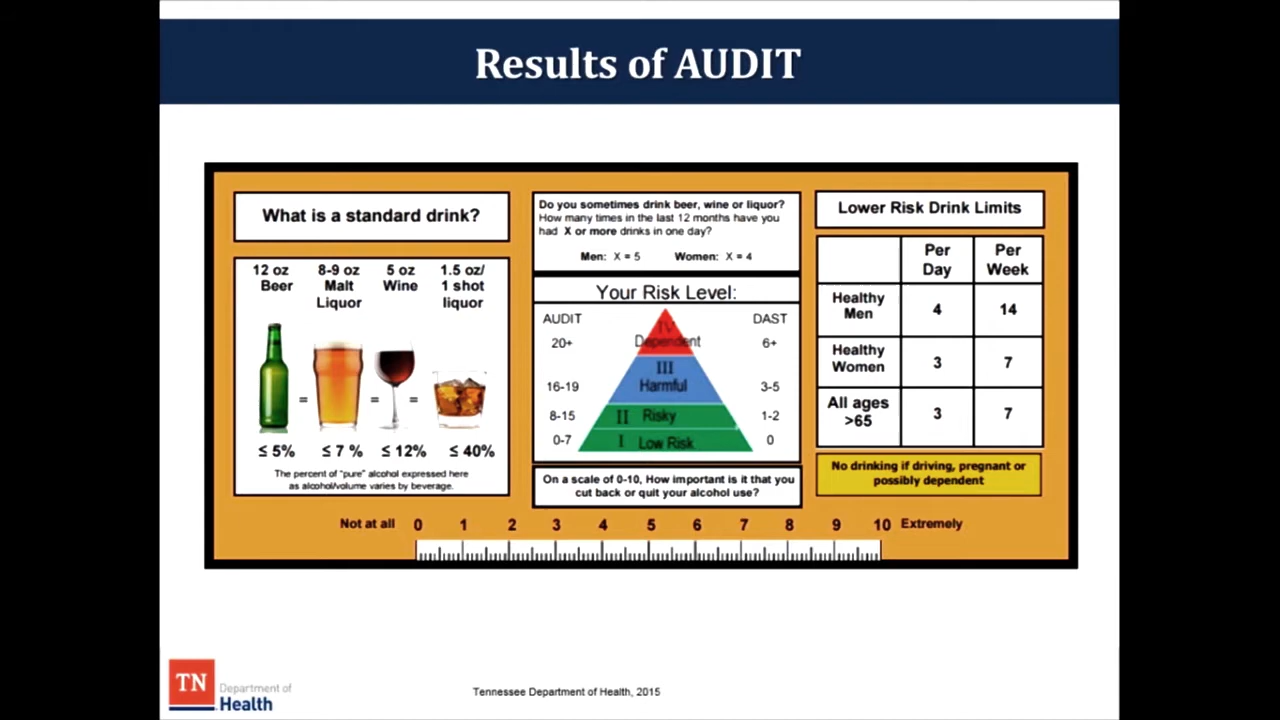 Results of AUDIT
What is a standard drink?
12 oz
Beer
8-9 oz
Malt
Liquor
5 oz
Wine
1.5 oz/
1 shot
liquor
= = =
≤ 5% ≤ 7 % ≤ 12% ≤ 40%
The percent of "pure" alcohol expressed here
as alcohol/volume varies by beverage.
Do you sometimes drink beer, wine or liquor?
How many times in the last 12 months have you
had X or more drinks in one day?
Men: X = 5 Women: X = 4
Your Risk Level:
AUDIT DAST
IV
20+ Dependent 6+
III
16-19 Harmful 3-5
8-15 II Risky 1-2
0-7 I Low Risk 0
On a scale of 0-10, How important is it that you
cut back or quit your alcohol use?
Lower Risk Drink Limits
Per
Day
Per
Week
Healthy
Men
4 14
Healthy
Women
3 7
All ages
>65
3 7
No drinking if driving, pregnant or
possibly dependent
Not at all 0 1 2 3 4 5 6 7 8 9 10 Extremely
TN
Department of
Health
Tennessee Department of Health, 2015